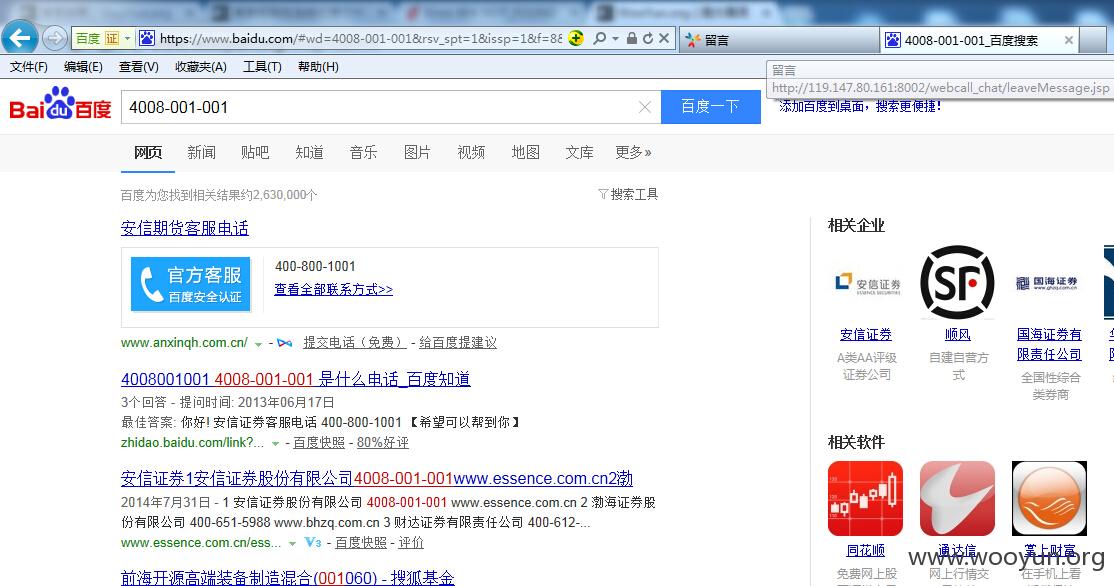 百度 证 https://www.baidu.com/#wd=4008-001-001&rsv_spt=1&issp=1&f=8& 留言 4008-001-001_百度搜索
文件(F) 编辑(E) 查看(V) 收藏夹(A) 工具(T) 帮助(H)
留言
http://119.147.80.161:8002/webcall_chat/leaveMessage.jsp
Bai du 百度 4008-001-001 百度一下 添加百度到桌面，搜索更便捷！
网页 新闻 贴吧 知道 音乐 图片 视频 地图 文库 更多»
百度为您找到相关结果约2,630,000个 搜索工具
安信期货客服电话
官方客服
百度安全认证
400-800-1001
查看全部联系方式>>
www.anxinqh.com.cn/ - 提交电话（免费） - 给百度提建议
4008001001 4008-001-001 是什么电话_百度知道
3个回答 - 提问时间: 2013年06月17日
最佳答案: 你好! 安信证券客服电话 400-800-1001 【希望可以帮到你】
zhidao.baidu.com/link?... - 百度快照 - 80%好评
安信证券1安信证券股份有限公司4008-001-001www.essence.com.cn2渤
2014年7月31日 - 1 安信证券股份有限公司 4008-001-001 www.essence.com.cn 2 渤海证券股
份有限公司 400-651-5988 www.bhzq.com.cn 3 财达证券有限责任公司 400-612-...
www.essence.com.cn/ess... V3 - 百度快照 - 评价
前海开源高端装备制造混合(001060) - 搜狐基金
相关企业
安信证券
ESSENCE SECURITIES
SF
国海证券
www.ghzq.com.cn
安信证券
A类AA评级
证券公司
顺风
自建自营方
式
国海证券有
限责任公司
全国性综合
类券商
相关软件
同花顺
免费网上股
通达信
网上行情交
掌上财富
在手机上看
www.wooyun.org